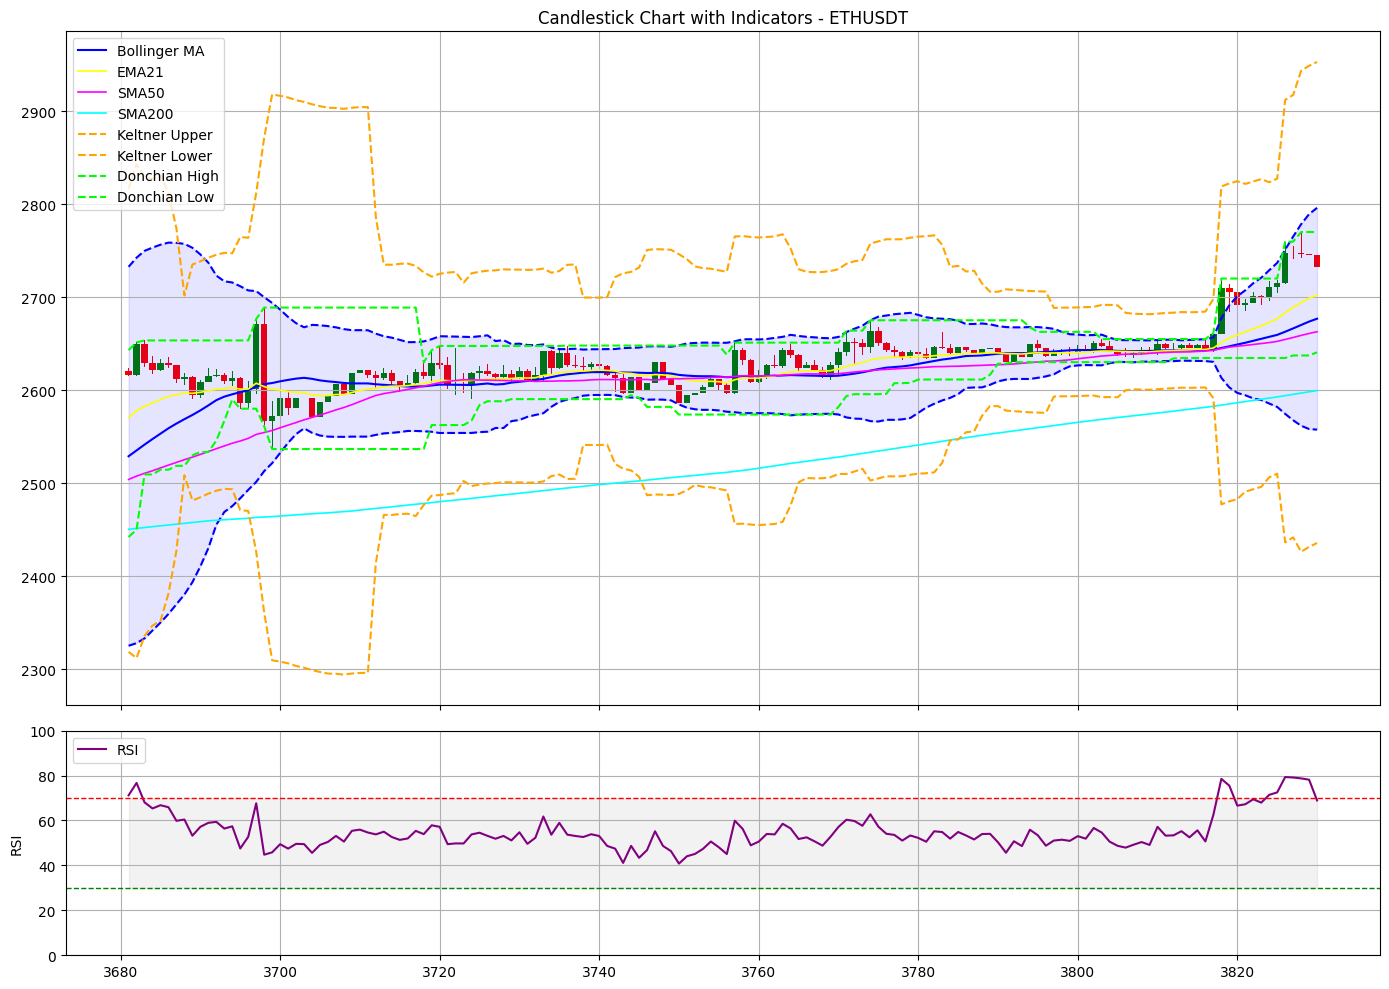 Candlestick Chart with Indicators - ETHUSDT
Bollinger MA
EMA21
SMA50
SMA200
Keltner Upper
Keltner Lower
Donchian High
Donchian Low
2900
2800
2700
2600
2500
2400
2300
RSI
100
80
60
40
20
0
RSI
3680 3700 3720 3740 3760 3780 3800 3820